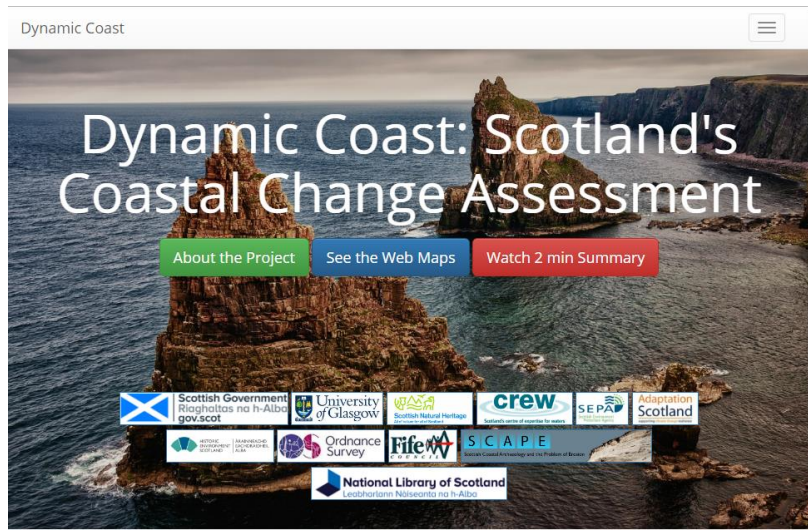 Dynamic Coast
Dynamic Coast: Scotland's
Coastal Change Assessment
About the Project
See the Web Maps
Watch 2 min Summary
Scottish Government
Riaghaltas na h-Alba
gov.scot
University
of Glasgow
Scottish Natural Heritage
crew
Scotland's centre of expertise for waters
SEPA
Adaptation
Scotland
HISTORIC
ENVIRONMENT
SCOTLAND
ÀRAINNEACHD
EACHDRAIDHEIL
ALBA
Ordnance
Survey
Fife
COUNCIL
SCAPE
Scottish Coastal Archaeology and the Problem of Erosion
National Library of Scotland
Leabharlann Nàiseanta na h-Alba